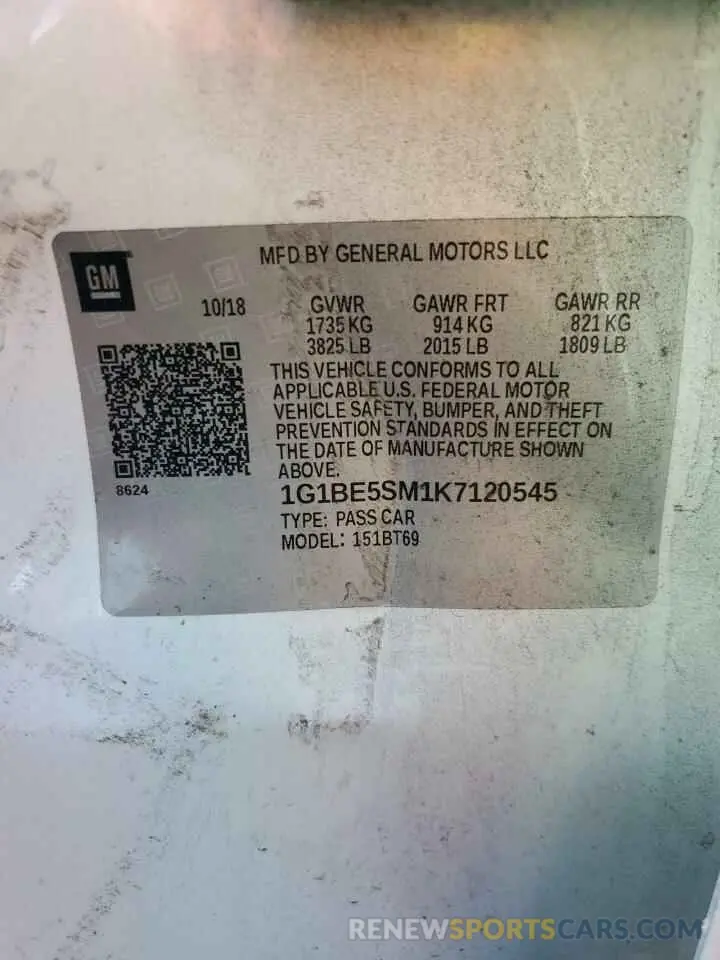 MFD BY GENERAL MOTORS LLC
GM
10/18
GVWR GAWR FRT GAWR RR
1735 KG 914 KG 821 KG
3825 LB 2015 LB 1809 LB
THIS VEHICLE CONFORMS TO ALL
APPLICABLE U.S. FEDERAL MOTOR
VEHICLE SAFETY, BUMPER, AND THEFT
PREVENTION STANDARDS IN EFFECT ON
THE DATE OF MANUFACTURE SHOWN
ABOVE.
8624
1G1BE5SM1K7120545
TYPE: PASS CAR
MODEL: 151BT69
RENEWSPORTSCARS.COM